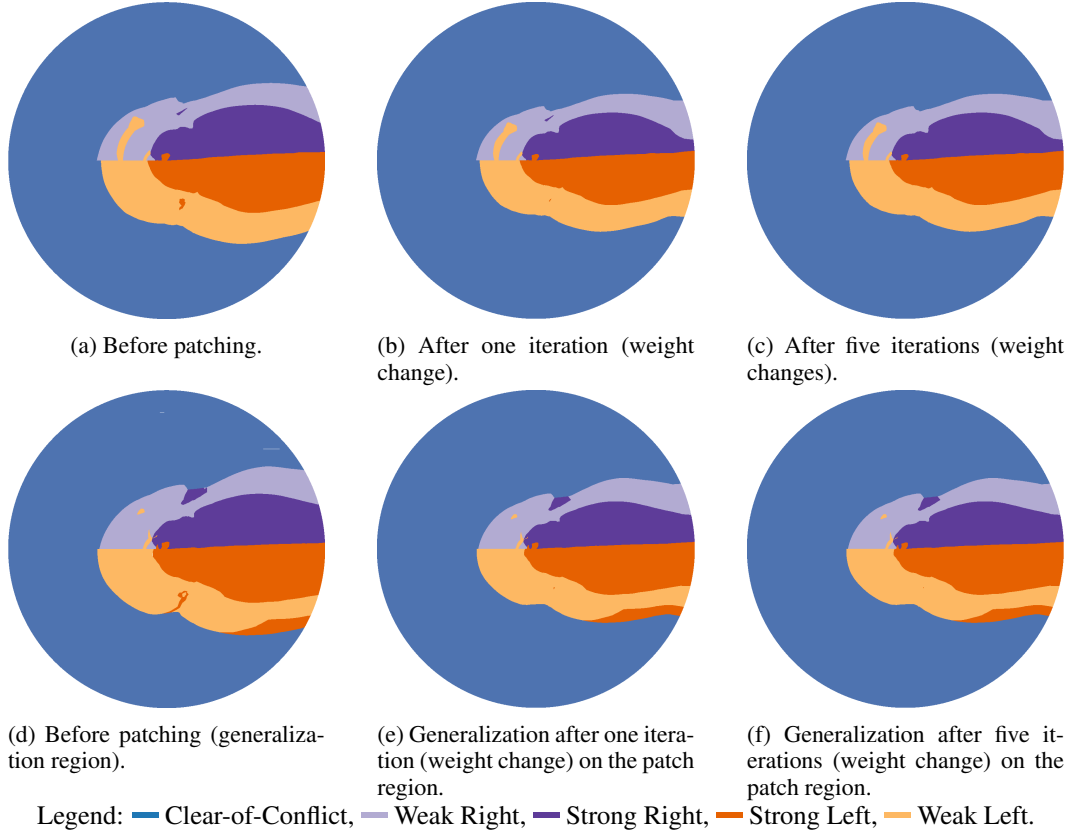 (a) Before patching.
(b) After one iteration (weight
change).
(c) After five iterations (weight
changes).
(d) Before patching (generaliza-
tion region).
(e) Generalization after one itera-
tion (weight change) on the patch
region.
(f) Generalization after five it-
erations (weight change) on the
patch region.
Legend: Clear-of-Conflict, Weak Right, Strong Right, Strong Left, Weak Left.